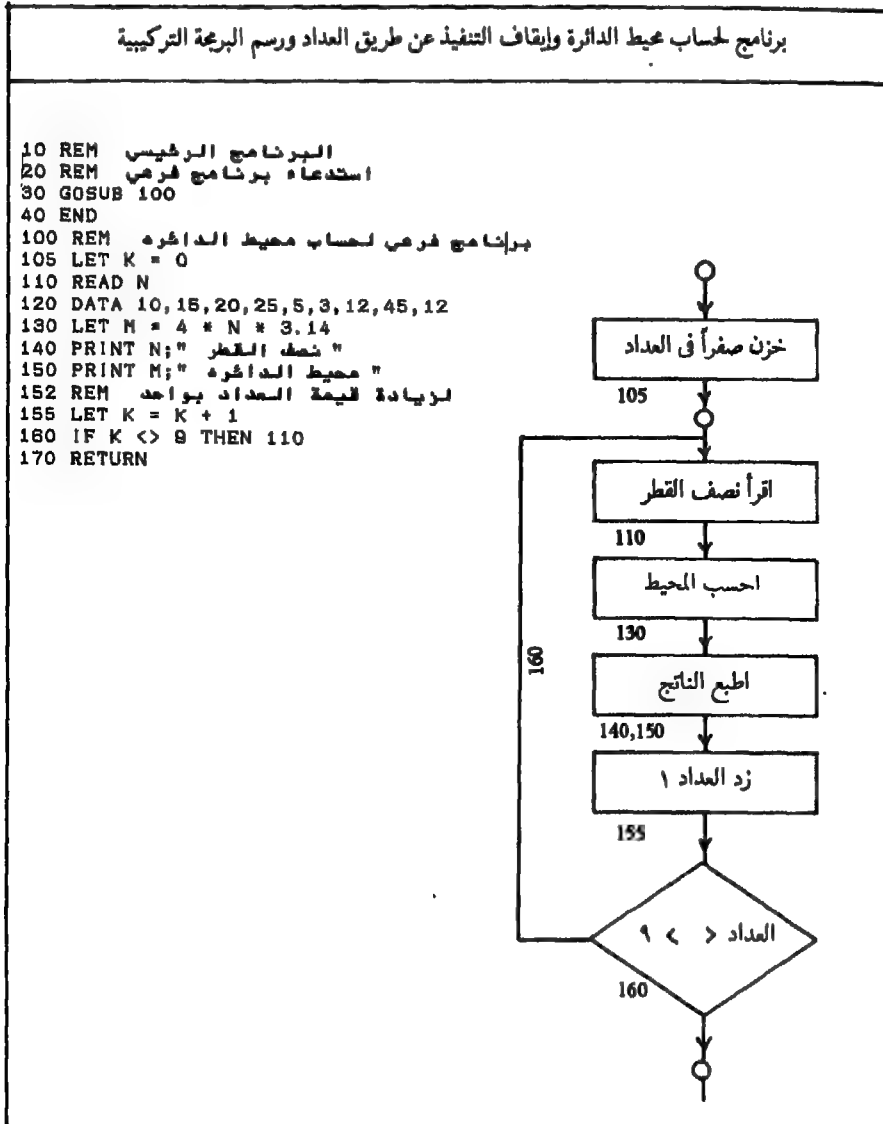 برنامج لحساب محيط الدائرة وإيقاف التنفيذ عن طريق العداد ورسم البرمجة التركيبية
10 REM البرنامج الرئيسي
20 REM استدعاء برنامج فرعي
30 GOSUB 100
40 END
100 REM برنامج فرعي لحساب محيط الدائره
105 LET K = 0
110 READ N
120 DATA 10,15,20,25,5,3,12,45,12
130 LET M = 4 * N * 3.14
140 PRINT N;" نصف القطر "
150 PRINT M;" محيط الدائره "
152 REM لزيادة قيمة العداد بواحد
155 LET K = K + 1
160 IF K <> 9 THEN 110
170 RETURN
خزن صفراً فى العداد
105
اقرأ نصف القطر
110
احسب المحيط
130
160
اطبع الناتج
140,150
زد العداد ١
155
العداد < > ٩
160